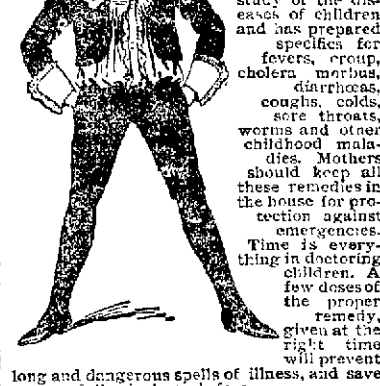 study of the dis-
eases of children
and has prepared
specifics for
fevers, croup,
cholera morbus,
diarrhœas,
coughs, colds,
sore throats,
worms and other
childhood mala-
dies. Mothers
should keep all
these remedies in
the house for pro-
tection against
emergencies.
Time is every-
thing in doctoring
children. A
few doses of
the proper
remedy,
given at the
right time
will prevent
long and dangerous spells of illness, and save